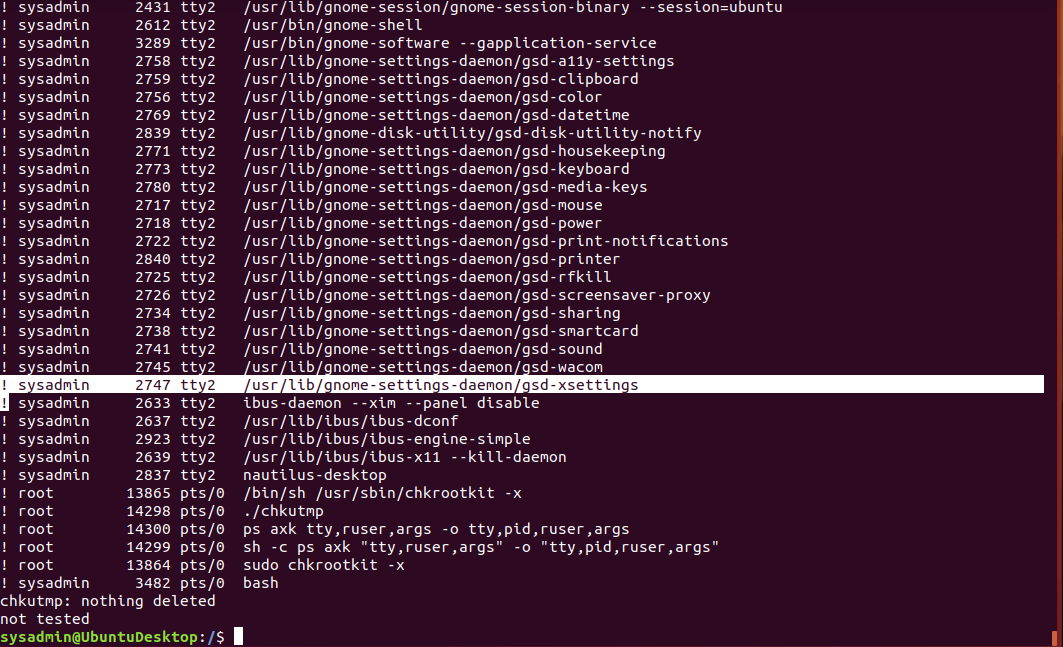 ! sysadmin     2431 tty2   /usr/lib/gnome-session/gnome-session-binary --session=ubuntu
! sysadmin     2612 tty2   /usr/bin/gnome-shell
! sysadmin     3289 tty2   /usr/bin/gnome-software --gapplication-service
! sysadmin     2758 tty2   /usr/lib/gnome-settings-daemon/gsd-a11y-settings
! sysadmin     2759 tty2   /usr/lib/gnome-settings-daemon/gsd-clipboard
! sysadmin     2756 tty2   /usr/lib/gnome-settings-daemon/gsd-color
! sysadmin     2769 tty2   /usr/lib/gnome-settings-daemon/gsd-datetime
! sysadmin     2839 tty2   /usr/lib/gnome-disk-utility/gsd-disk-utility-notify
! sysadmin     2771 tty2   /usr/lib/gnome-settings-daemon/gsd-housekeeping
! sysadmin     2773 tty2   /usr/lib/gnome-settings-daemon/gsd-keyboard
! sysadmin     2780 tty2   /usr/lib/gnome-settings-daemon/gsd-media-keys
! sysadmin     2717 tty2   /usr/lib/gnome-settings-daemon/gsd-mouse
! sysadmin     2718 tty2   /usr/lib/gnome-settings-daemon/gsd-power
! sysadmin     2722 tty2   /usr/lib/gnome-settings-daemon/gsd-print-notifications
! sysadmin     2840 tty2   /usr/lib/gnome-settings-daemon/gsd-printer
! sysadmin     2725 tty2   /usr/lib/gnome-settings-daemon/gsd-rfkill
! sysadmin     2726 tty2   /usr/lib/gnome-settings-daemon/gsd-screensaver-proxy
! sysadmin     2734 tty2   /usr/lib/gnome-settings-daemon/gsd-sharing
! sysadmin     2738 tty2   /usr/lib/gnome-settings-daemon/gsd-smartcard
! sysadmin     2741 tty2   /usr/lib/gnome-settings-daemon/gsd-sound
! sysadmin     2745 tty2   /usr/lib/gnome-settings-daemon/gsd-wacom
! sysadmin     2747 tty2   /usr/lib/gnome-settings-daemon/gsd-xsettings
! sysadmin     2633 tty2   ibus-daemon --xim --panel disable
! sysadmin     2637 tty2   /usr/lib/ibus/ibus-dconf
! sysadmin     2923 tty2   /usr/lib/ibus/ibus-engine-simple
! sysadmin     2639 tty2   /usr/lib/ibus/ibus-x11 --kill-daemon
! sysadmin     2837 tty2   nautilus-desktop
! root        13865 pts/0  /bin/sh /usr/sbin/chkrootkit -x
! root        14298 pts/0  ./chkutmp
! root        14300 pts/0  ps axk tty,ruser,args -o tty,pid,ruser,args
! root        14299 pts/0  sh -c ps axk "tty,ruser,args" -o "tty,pid,ruser,args"
! root        13864 pts/0  sudo chkrootkit -x
! sysadmin     3482 pts/0  bash
chkutmp: nothing deleted
not tested
sysadmin@UbuntuDesktop:/$